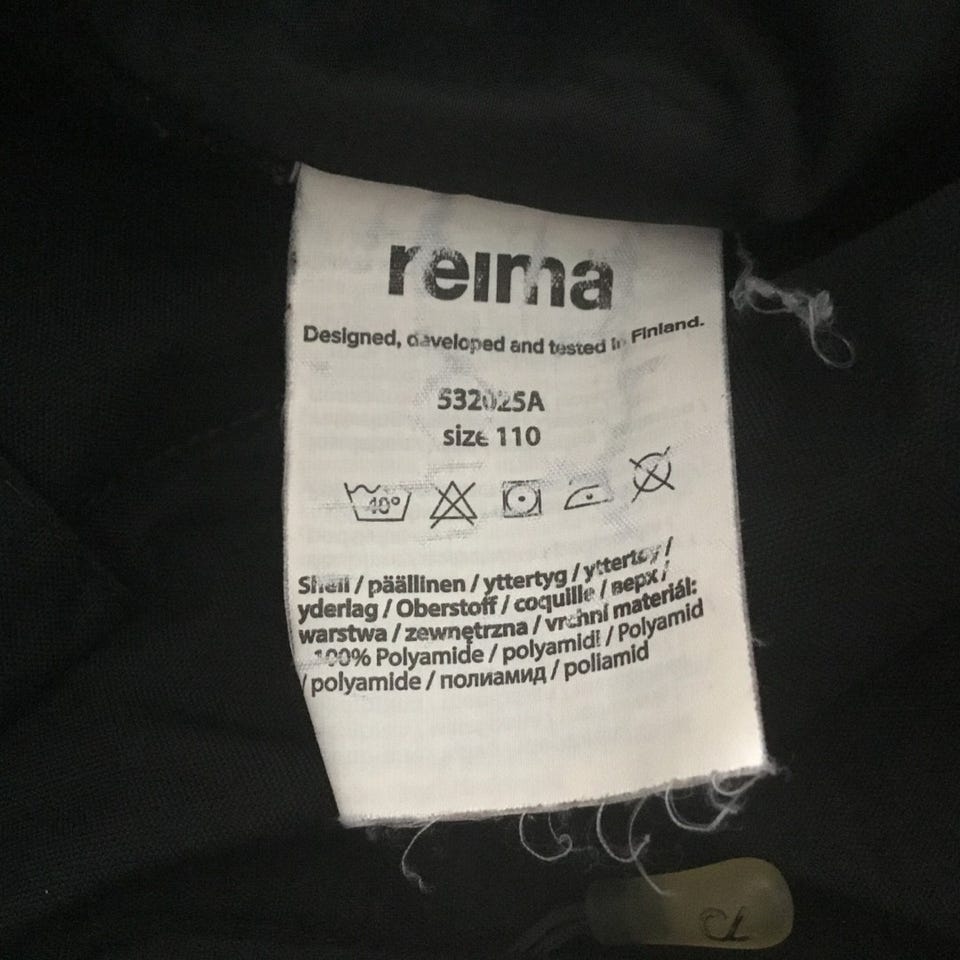 reima
Designed, developed and tested in Finland.
532025A
size 110
40°
Shell / päällinen / yttertyg / yttertøy /
yderlag / Oberstoff / coquille / верх /
warstwa / zewnętrzna / vrchní materiál:
100% Polyamide / polyamidi / Polyamid
/ polyamide / полиамид / poliamid